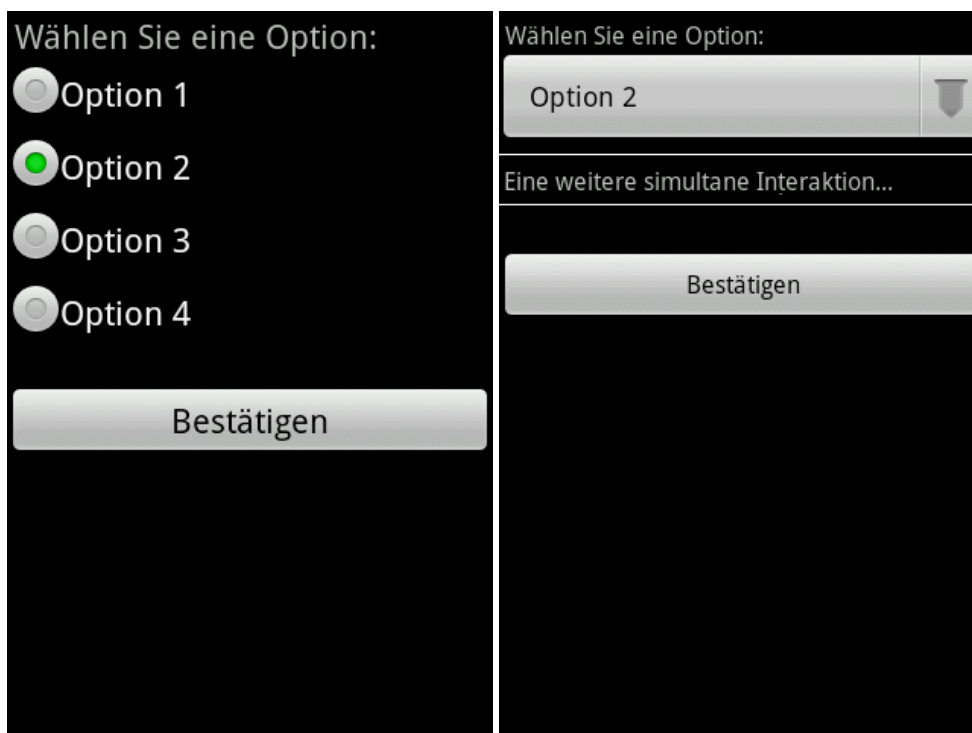 Wählen Sie eine Option:
Option 1
Option 2
Option 3
Option 4
Bestätigen
Wählen Sie eine Option:
Option 2
Eine weitere simultane Interaktion...
Bestätigen